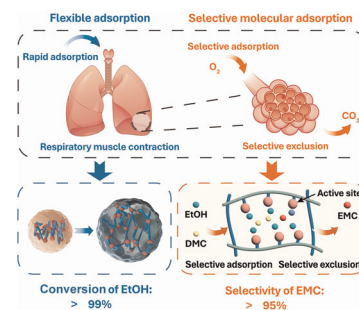 Flexible adsorption
Selective molecular adsorption
Rapid adsorption
Selective adsorption
O2
CO2
Respiratory muscle contraction
Selective exclusion
Active site
EtOH
EMC
DMC
Selective adsorption
Selective exclusion
Conversion of EtOH:
> 99%
Selectivity of EMC:
> 95%